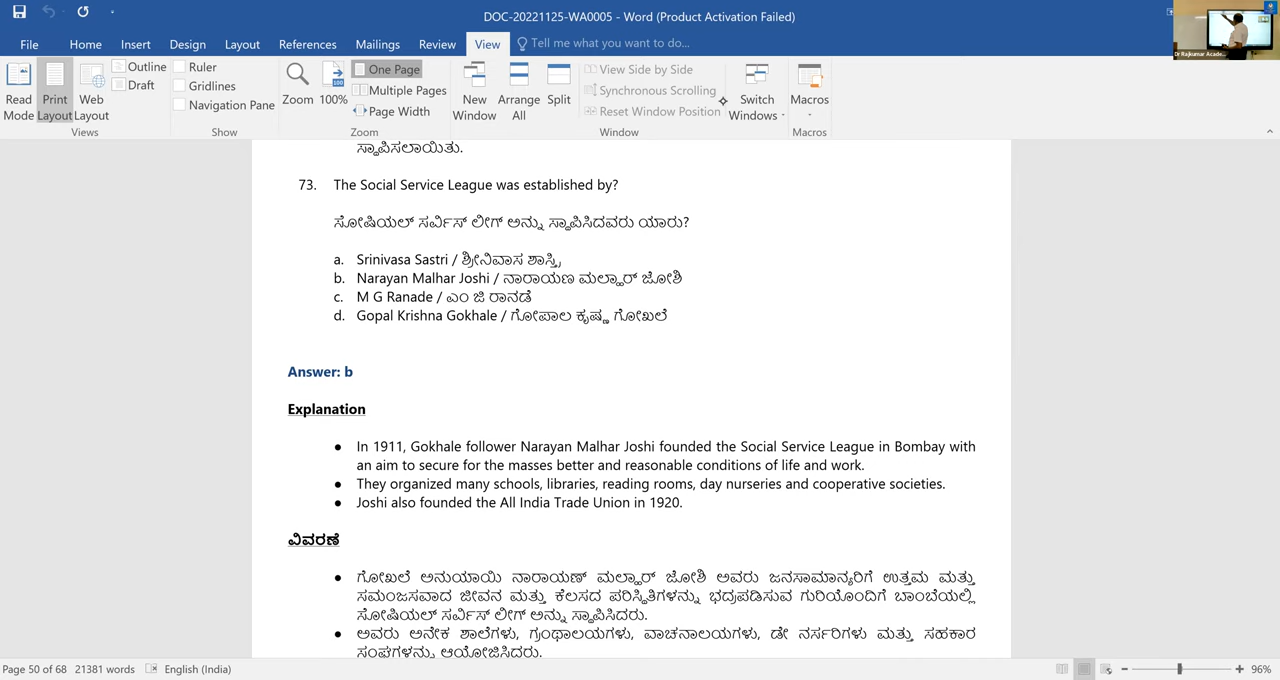 DOC-20221125-WA0005 - Word (Product Activation Failed)
File Home Insert Design Layout References Mailings Review View Tell me what you want to do...
Read Mode
Print Layout
Web Layout
Outline
Draft
Views
Ruler
Gridlines
Navigation Pane
Show
Zoom
100%
One Page
Multiple Pages
Page Width
Zoom
New Window
Arrange All
Split
View Side by Side
Synchronous Scrolling
Reset Window Position
Window
Switch Windows
Macros
Macros
Dr Rajkumar Acade...
ಸ್ಥಾಪಿಸಲಾಯಿತು.
73. The Social Service League was established by?
ಸೋಷಿಯಲ್ ಸರ್ವಿಸ್ ಲೀಗ್ ಅನ್ನು ಸ್ಥಾಪಿಸಿದವರು ಯಾರು?
a. Srinivasa Sastri / ಶ್ರೀನಿವಾಸ ಶಾಸ್ತ್ರಿ
b. Narayan Malhar Joshi / ನಾರಾಯಣ ಮಲ್ಹಾರ್ ಜೋಶಿ
c. M G Ranade / ಎಂ ಜಿ ರಾನಡೆ
d. Gopal Krishna Gokhale / ಗೋಪಾಲ ಕೃಷ್ಣ ಗೋಖಲೆ
Answer: b
Explanation
● In 1911, Gokhale follower Narayan Malhar Joshi founded the Social Service League in Bombay with
an aim to secure for the masses better and reasonable conditions of life and work.
● They organized many schools, libraries, reading rooms, day nurseries and cooperative societies.
● Joshi also founded the All India Trade Union in 1920.
ವಿವರಣೆ
● ಗೋಖಲೆ ಅನುಯಾಯಿ ನಾರಾಯಣ್ ಮಲ್ಹಾರ್ ಜೋಶಿ ಅವರು ಜನಸಾಮಾನ್ಯರಿಗೆ ಉತ್ತಮ ಮತ್ತು
ಸಮಂಜಸವಾದ ಜೀವನ ಮತ್ತು ಕೆಲಸದ ಪರಿಸ್ಥಿತಿಗಳನ್ನು ಭದ್ರಪಡಿಸುವ ಗುರಿಯೊಂದಿಗೆ ಬಾಂಬೆಯಲ್ಲಿ
ಸೋಷಿಯಲ್ ಸರ್ವಿಸ್ ಲೀಗ್ ಅನ್ನು ಸ್ಥಾಪಿಸಿದರು.
● ಅವರು ಅನೇಕ ಶಾಲೆಗಳು, ಗ್ರಂಥಾಲಯಗಳು, ವಾಚನಾಲಯಗಳು, ಡೇ ನರ್ಸರಿಗಳು ಮತ್ತು ಸಹಕಾರ
ಸಂಘಗಳನ್ನು ಆಯೋಜಿಸಿದರು.
Page 50 of 68 21381 words English (India) 96%